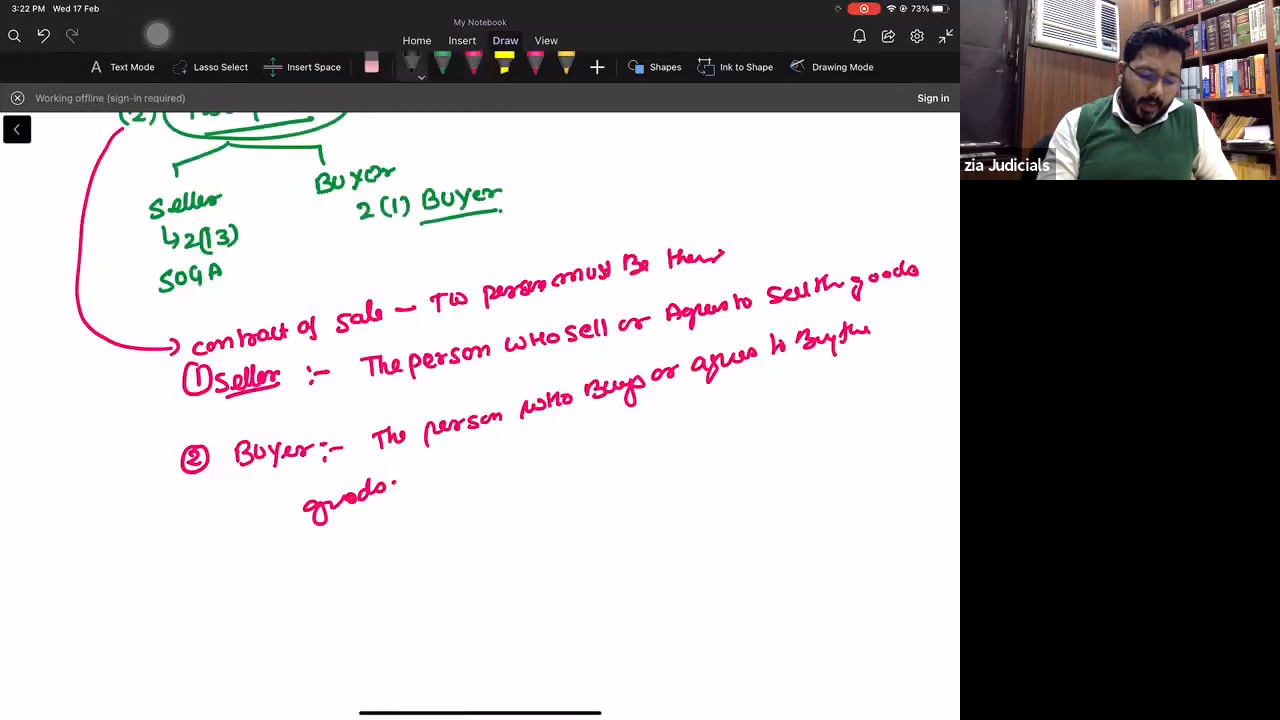 3:22 PM Wed 17 Feb
73%
My Notebook
Home Insert Draw View
Text Mode Lasso Select Insert Space Shapes Ink to Shape Drawing Mode
Working offline (sign-in required) Sign in
(2)
Seller Buyer
↳2(13) 2(1) Buyer
SOGA
contract of sale – Two person must Be there
① Seller :- The person who sell or Agrees to Sell the goods
② Buyer :- The person who Buys or agrees to Buy the
goods.
zia Judicials